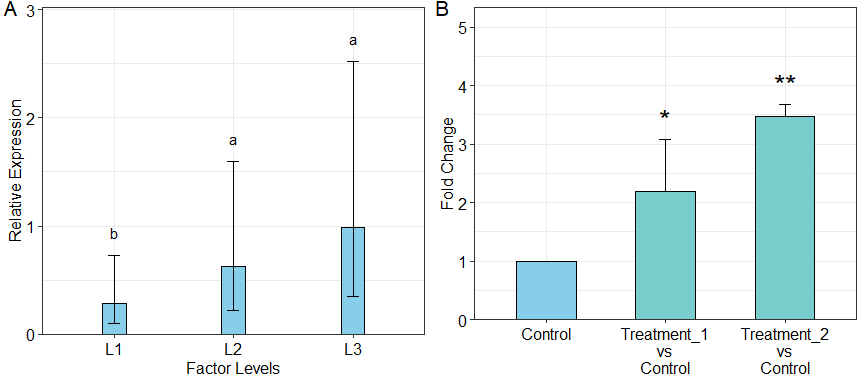 A
Relative Expression
3
2
1
0
b
a
a
L1
L2
L3
Factor Levels
B
Fold Change
5
4
3
2
1
0
*
**
Control
Treatment_1
vs
Control
Treatment_2
vs
Control